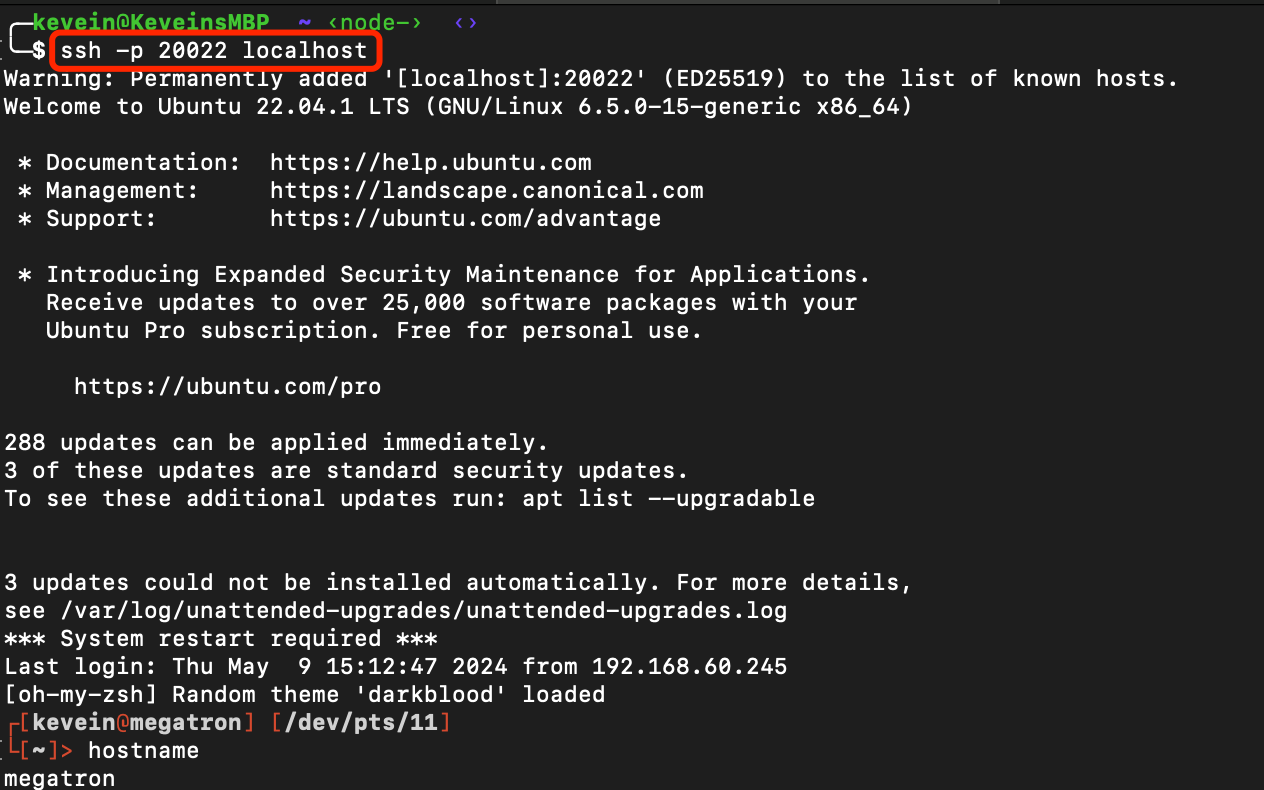 ╭─kevein@KeveinsMBP ~ ‹node-› ‹›
╰─$ ssh -p 20022 localhost
Warning: Permanently added '[localhost]:20022' (ED25519) to the list of known hosts.
Welcome to Ubuntu 22.04.1 LTS (GNU/Linux 6.5.0-15-generic x86_64)
* Documentation: https://help.ubuntu.com
* Management: https://landscape.canonical.com
* Support: https://ubuntu.com/advantage
* Introducing Expanded Security Maintenance for Applications.
Receive updates to over 25,000 software packages with your
Ubuntu Pro subscription. Free for personal use.
https://ubuntu.com/pro
288 updates can be applied immediately.
3 of these updates are standard security updates.
To see these additional updates run: apt list --upgradable
3 updates could not be installed automatically. For more details,
see /var/log/unattended-upgrades/unattended-upgrades.log
*** System restart required ***
Last login: Thu May  9 15:12:47 2024 from 192.168.60.245
[oh-my-zsh] Random theme 'darkblood' loaded
┌[kevein@megatron] [/dev/pts/11]
└[~]> hostname
megatron